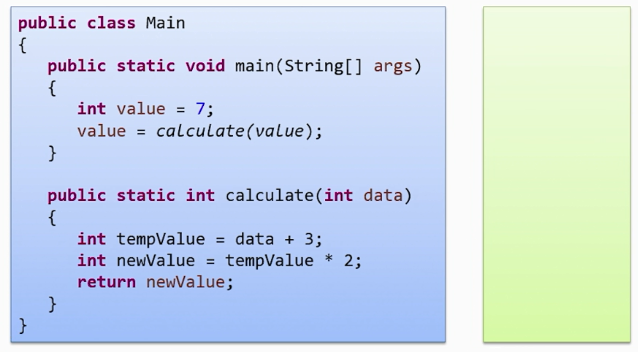 public class Main
{
public static void main(String[] args)
{
int value = 7;
value = calculate(value);
}
public static int calculate(int data)
{
int tempValue = data + 3;
int newValue = tempValue * 2;
return newValue;
}
}